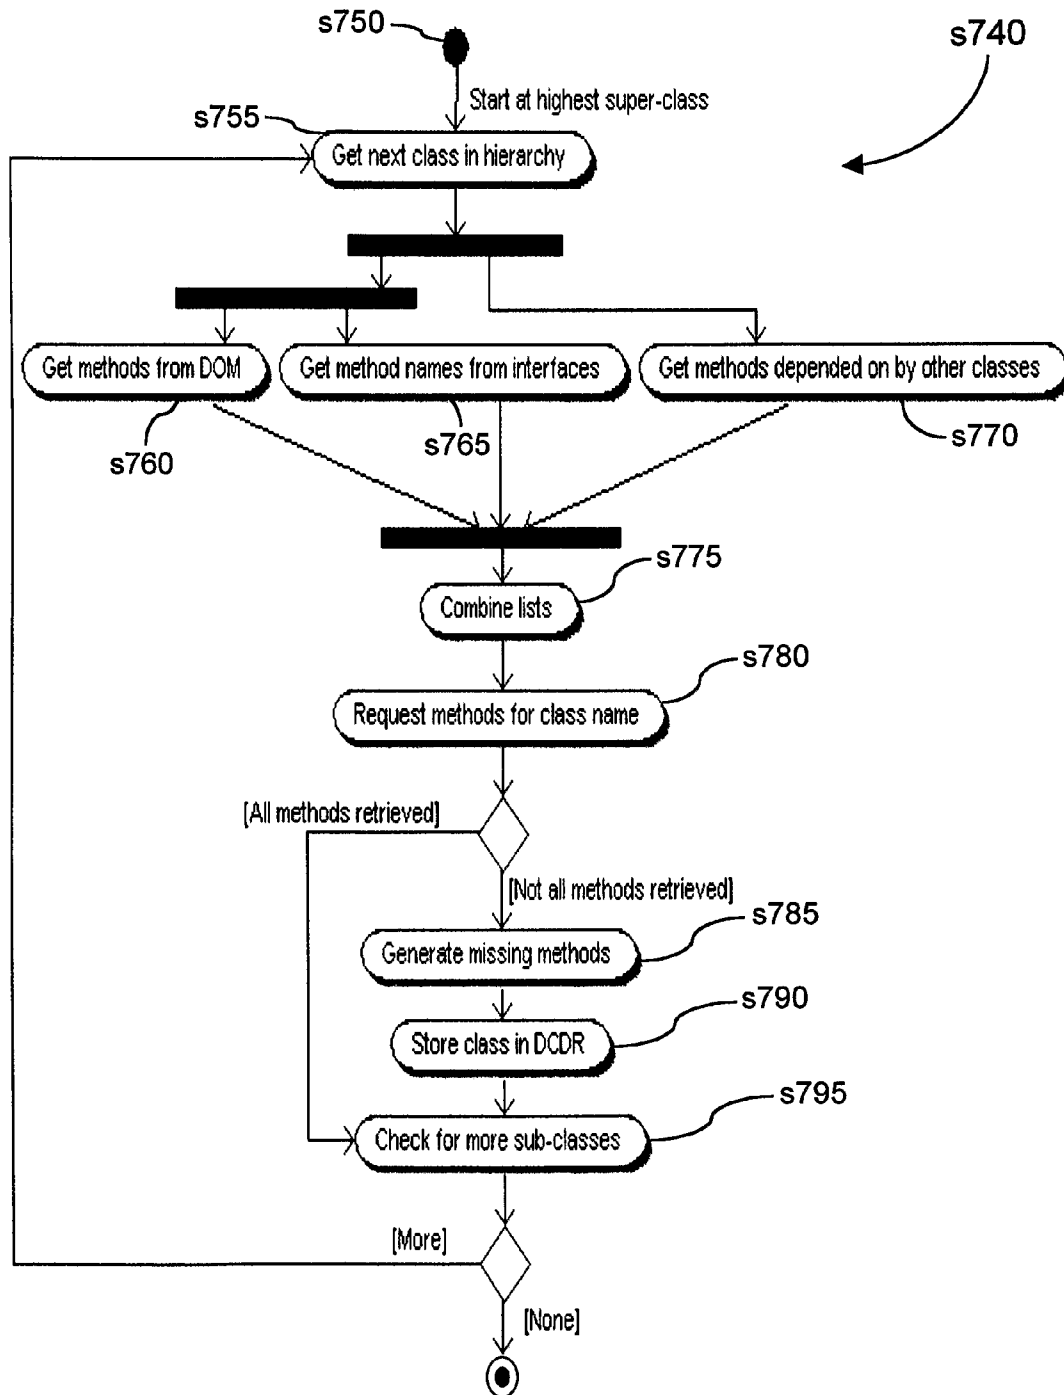 s750
s740
Start at highest super-class
s755
Get next class in hierarchy
Get methods from DOM
Get method names from interfaces
Get methods depended on by other classes
s760
s765
s770
s775
Combine lists
s780
Request methods for class name
[All methods retrieved]
[Not all methods retrieved]
s785
Generate missing methods
s790
Store class in DCDR
s795
Check for more sub-classes
[More]
[None]